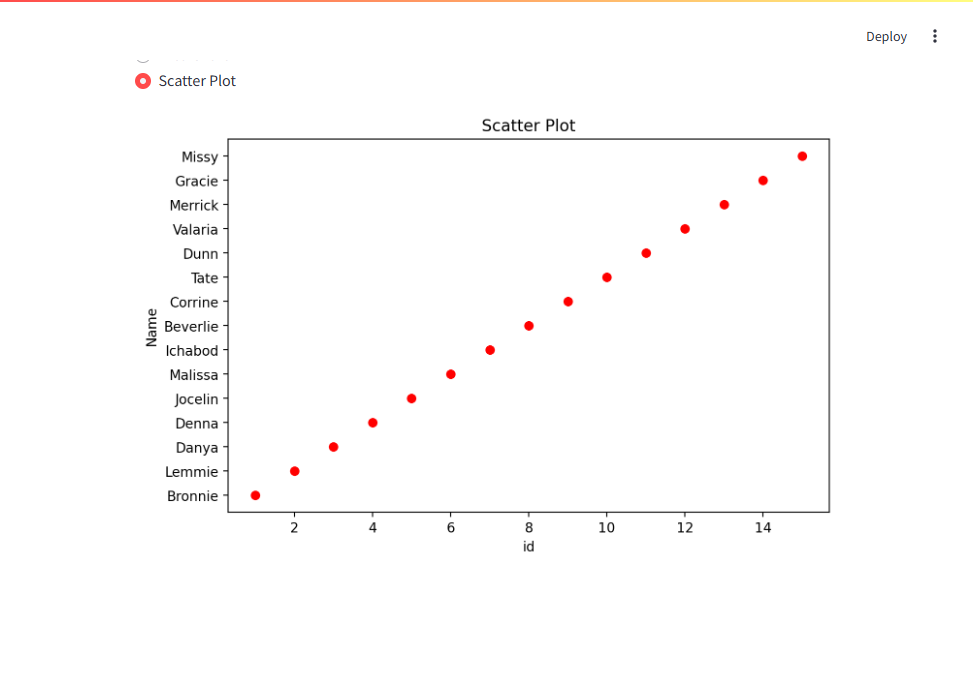 Deploy
Scatter Plot
Scatter Plot
Missy
Gracie
Merrick
Valaria
Dunn
Tate
Corrine
Name
Beverlie
Ichabod
Malissa
Jocelin
Denna
Danya
Lemmie
Bronnie
2 4 6 8 10 12 14
id